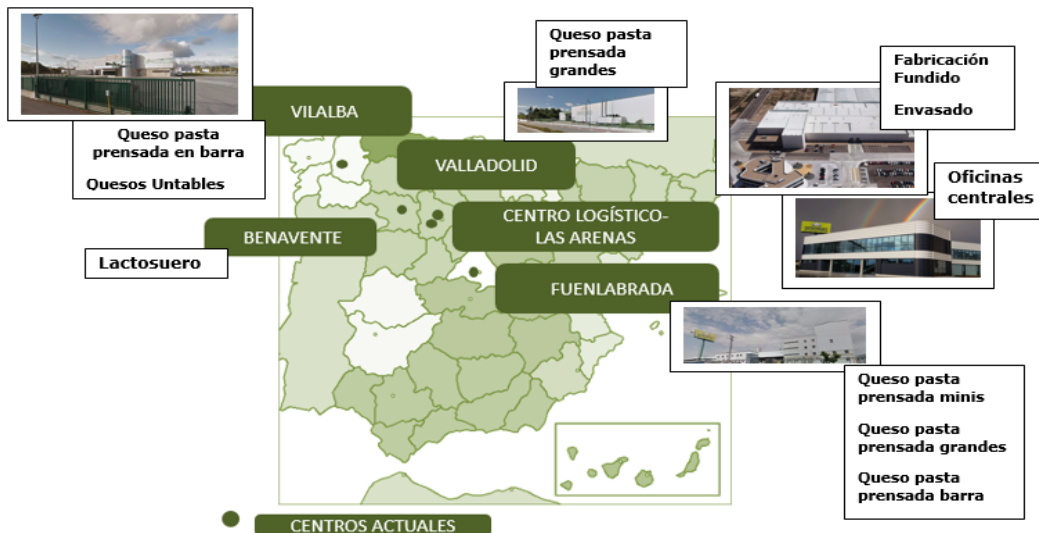 VILALBA
Queso pasta
prensada en barra
Quesos Untables
Queso pasta
prensada
grandes
VALLADOLID
Fabricación
Fundido
Envasado
Oficinas
centrales
BENAVENTE
Lactosuero
CENTRO LOGÍSTICO-
LAS ARENAS
FUENLABRADA
Queso pasta
prensada minis
Queso pasta
prensada grandes
Queso pasta
prensada barra
CENTROS ACTUALES